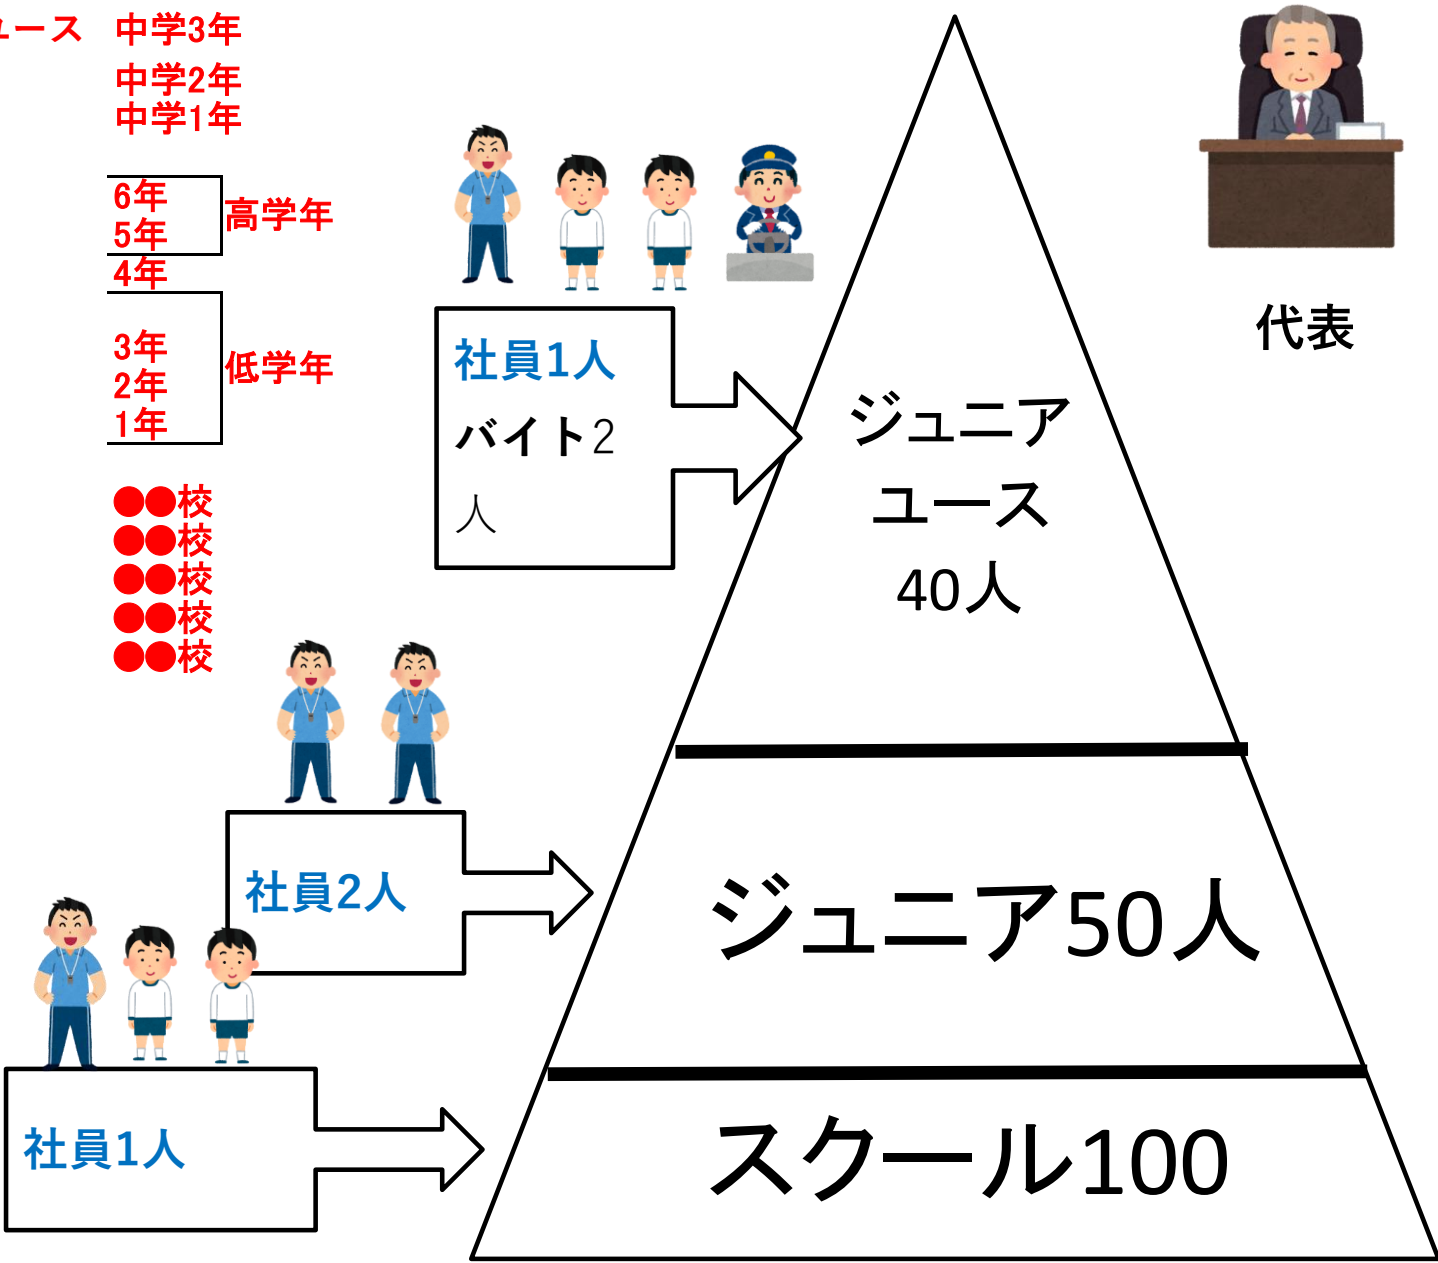 ユース 中学3年
中学2年
中学1年
6年
5年
高学年
4年
3年
2年
1年
低学年
●●校
●●校
●●校
●●校
●●校
代表
社員1人
バイト2
人
ジュニア
ユース
40人
社員2人
ジュニア50人
社員1人
スクール100